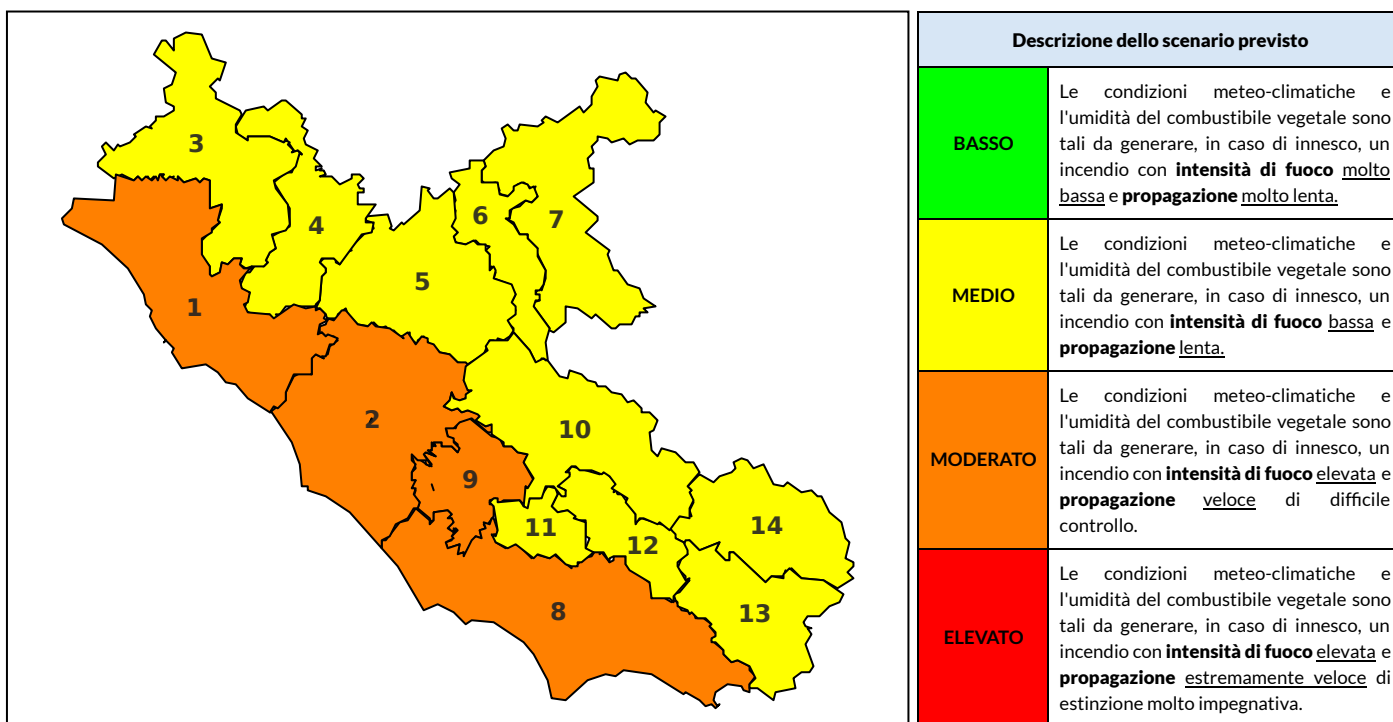 3
4
6
7
5
1
2
10
9
11
12
14
8
13
Descrizione dello scenario previsto
BASSO
Le condizioni meteo-climatiche e
l'umidità del combustibile vegetale sono
tali da generare, in caso di innesco, un
incendio con intensità di fuoco molto
bassa e propagazione molto lenta.
MEDIO
Le condizioni meteo-climatiche e
l'umidità del combustibile vegetale sono
tali da generare, in caso di innesco, un
incendio con intensità di fuoco bassa e
propagazione lenta.
MODERATO
Le condizioni meteo-climatiche e
l'umidità del combustibile vegetale sono
tali da generare, in caso di innesco, un
incendio con intensità di fuoco elevata e
propagazione veloce di difficile
controllo.
ELEVATO
Le condizioni meteo-climatiche e
l'umidità del combustibile vegetale sono
tali da generare, in caso di innesco, un
incendio con intensità di fuoco elevata e
propagazione estremamente veloce di
estinzione molto impegnativa.